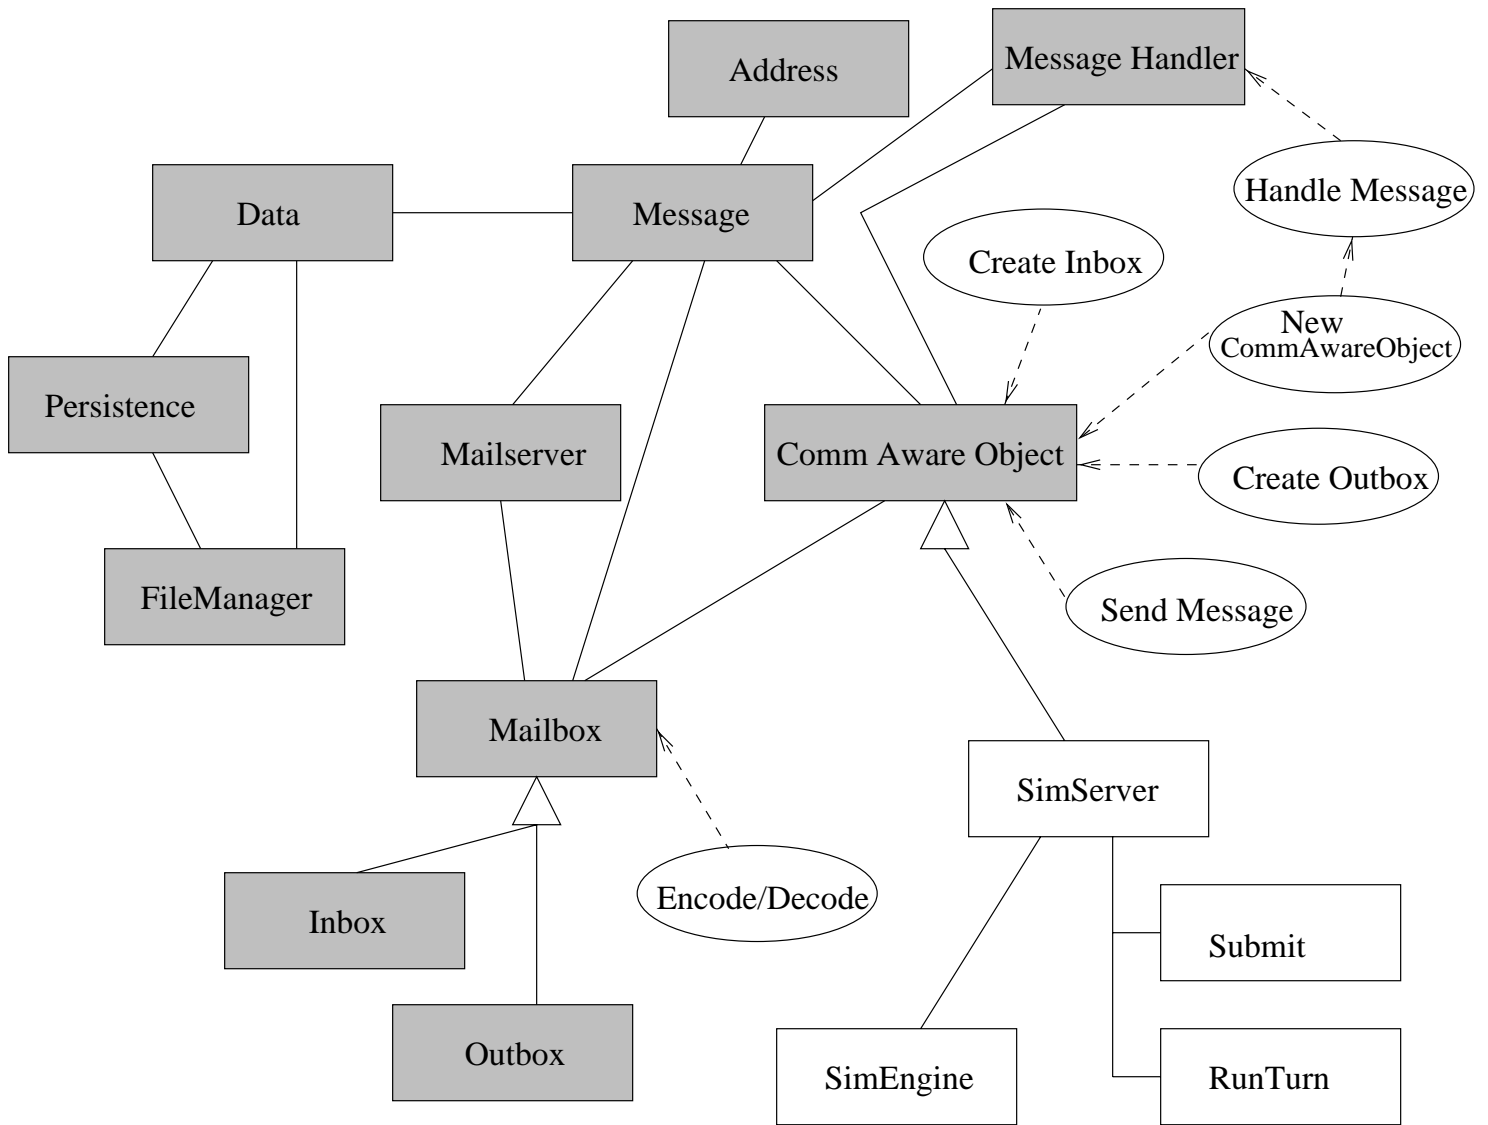 Message Handler
Address
Handle Message
Data
Message
Create Inbox
New
CommAwareObject
Persistence
Mailserver
Comm Aware Object
Create Outbox
FileManager
Send Message
Mailbox
SimServer
Encode/Decode
Inbox
Submit
Outbox
SimEngine
RunTurn